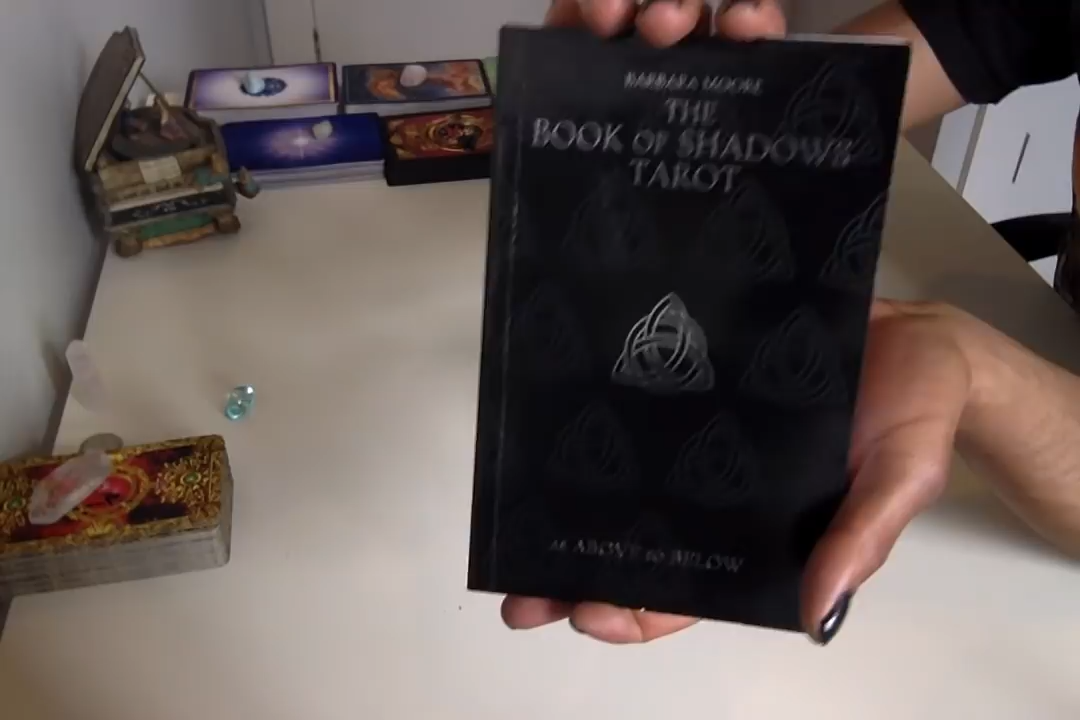 BARBARA MOORE
THE
BOOK OF SHADOWS
TAROT
as ABOVE so BELOW